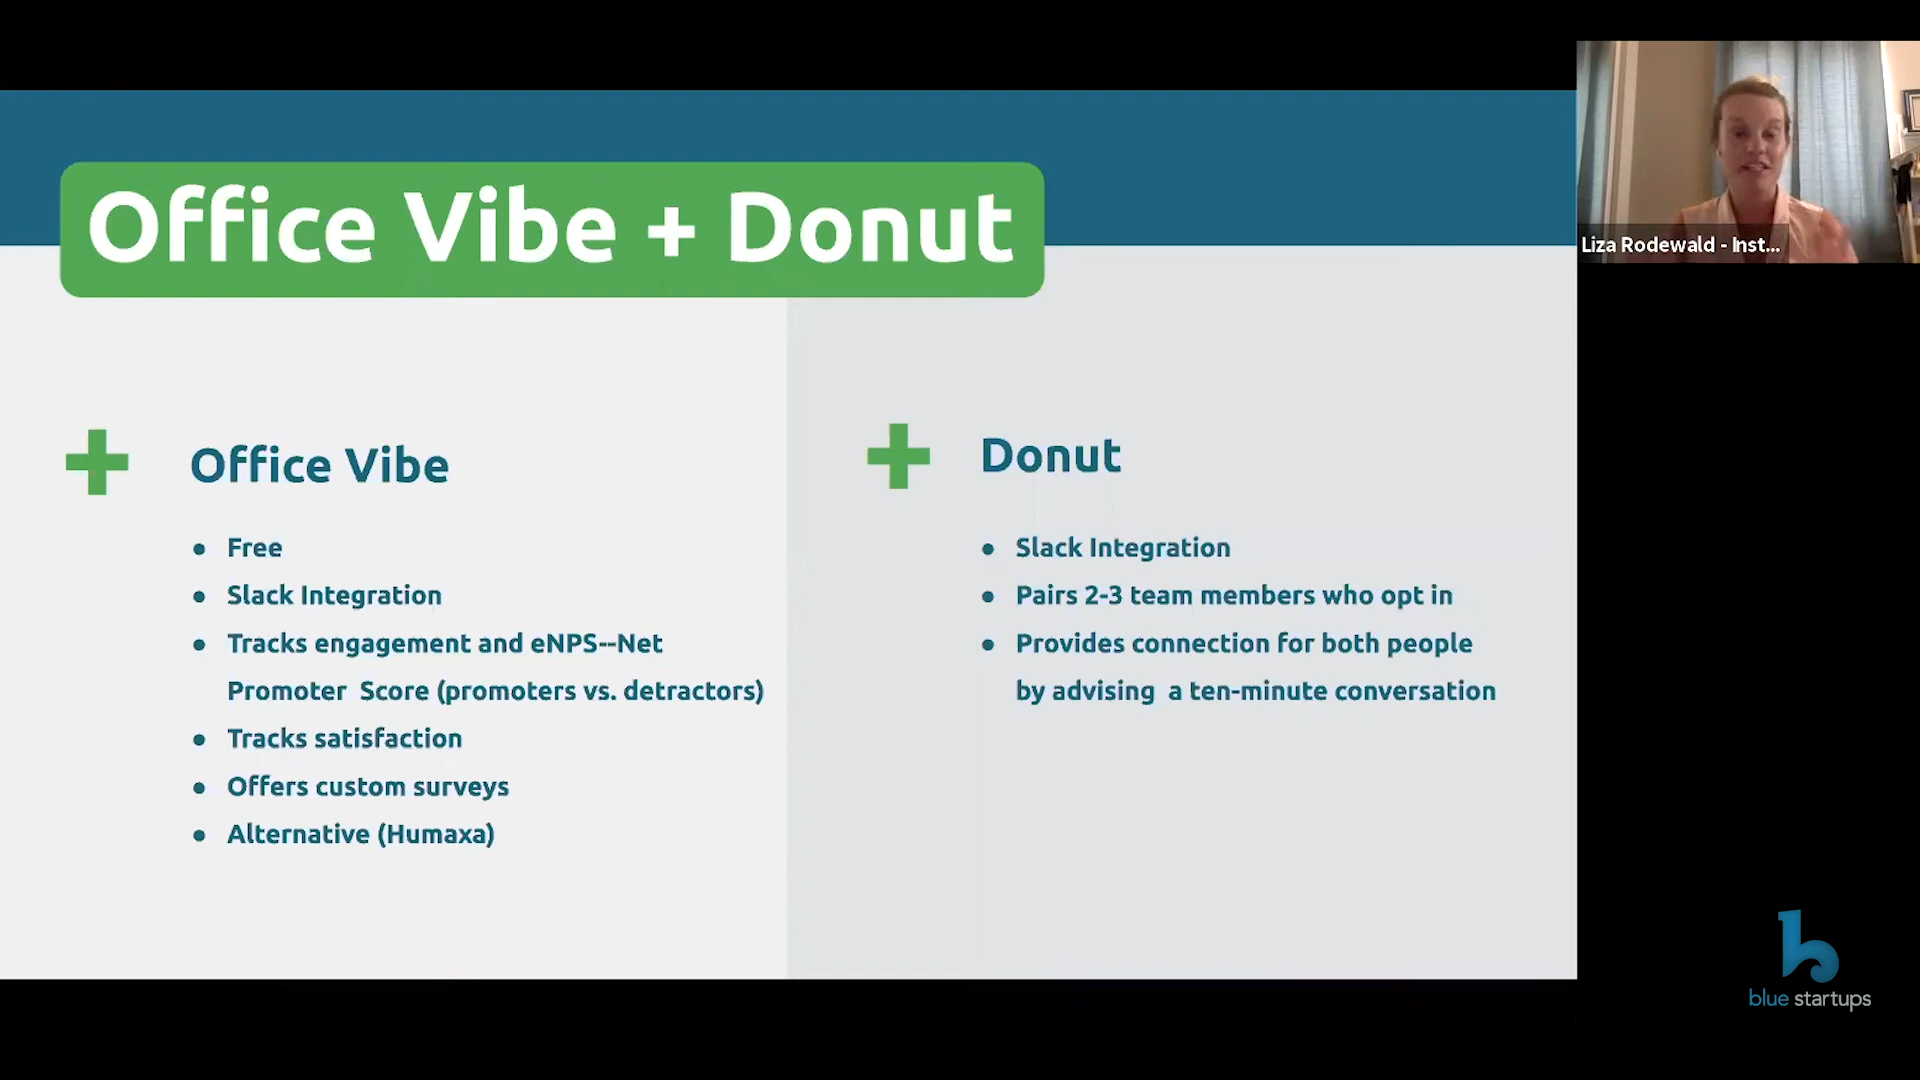 Office Vibe + Donut
Liza Rodewald - Inst...
Office Vibe
● Free
● Slack Integration
● Tracks engagement and eNPS--Net
Promoter Score (promoters vs. detractors)
● Tracks satisfaction
● Offers custom surveys
● Alternative (Humaxa)
Donut
● Slack Integration
● Pairs 2-3 team members who opt in
● Provides connection for both people
by advising a ten-minute conversation
blue startups